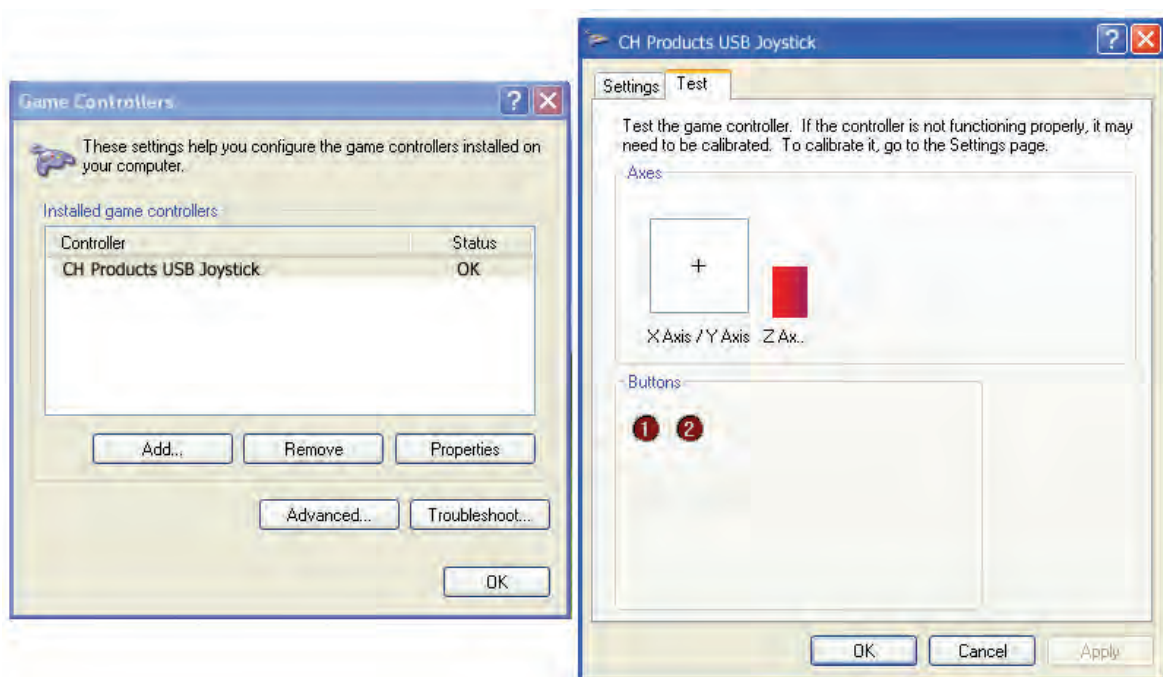 Game Controllers
These settings help you configure the game controllers installed on
your computer.
Installed game controllers
Controller Status
CH Products USB Joystick OK
Add... Remove Properties
Advanced... Troubleshoot...
OK
CH Products USB Joystick
Settings Test
Test the game controller. If the controller is not functioning properly, it may
need to be calibrated. To calibrate it, go to the Settings page.
Axes
X Axis / Y Axis Z Ax..
Buttons
1 2
OK Cancel Apply